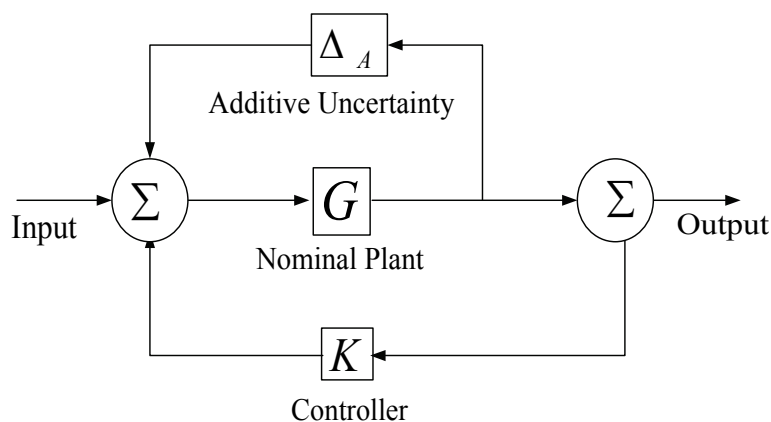 Δ A
Additive Uncertainty
Σ
G
Σ
Input
Output
Nominal Plant
K
Controller